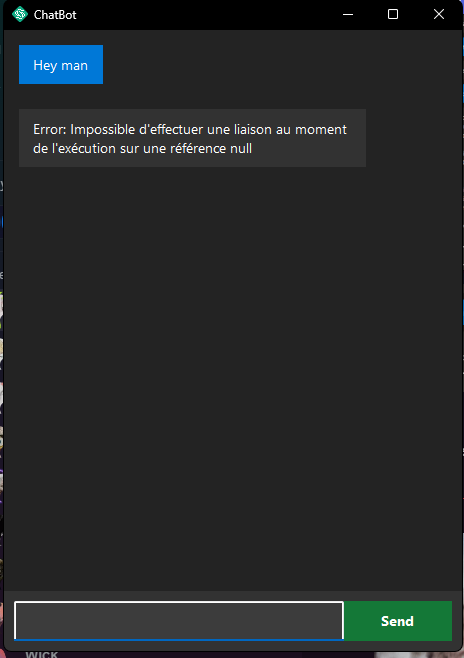 ChatBot
Hey man
Error: Impossible d'effectuer une liaison au moment
de l'exécution sur une référence null
Send
WICK